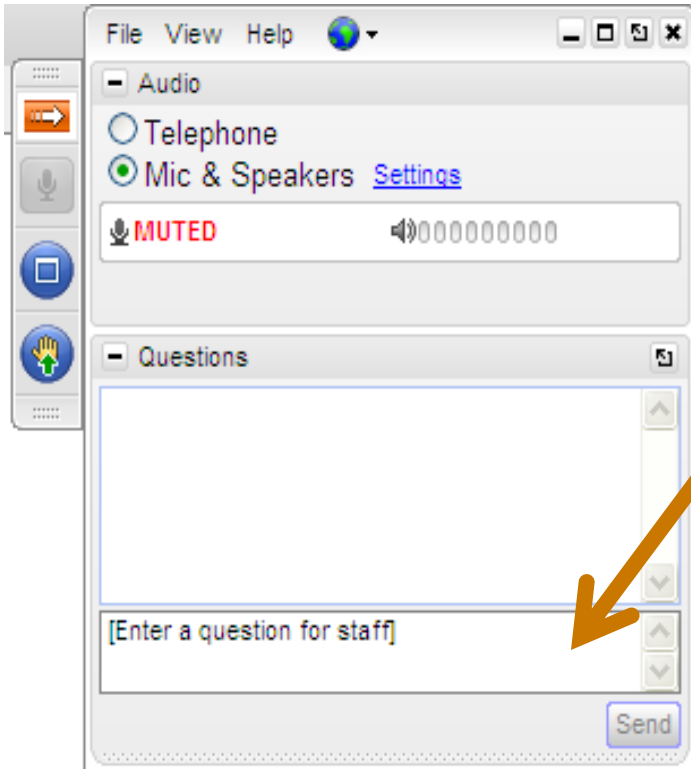 File View Help
Audio
Telephone
Mic & Speakers Settings
MUTED 000000000
Questions
[Enter a question for staff]
Send